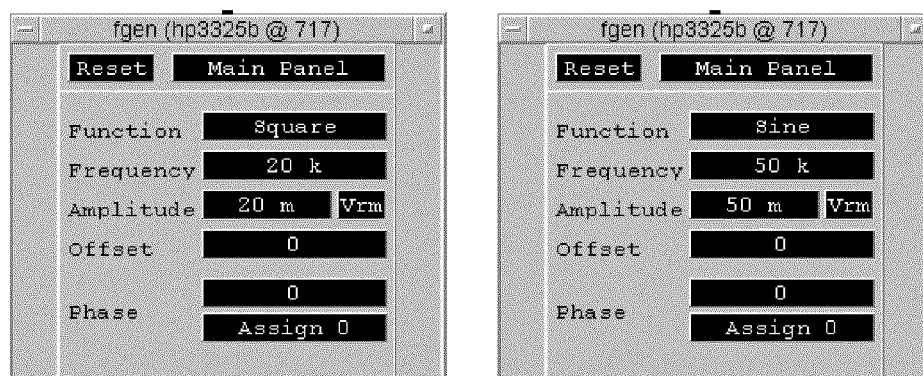 fgen (hp3325b @ 717)
Reset Main Panel
Function Square
Frequency 20 k
Amplitude 20 m Vrm
Offset 0
Phase 0
Assign 0
fgen (hp3325b @ 717)
Reset Main Panel
Function Sine
Frequency 50 k
Amplitude 50 m Vrm
Offset 0
Phase 0
Assign 0